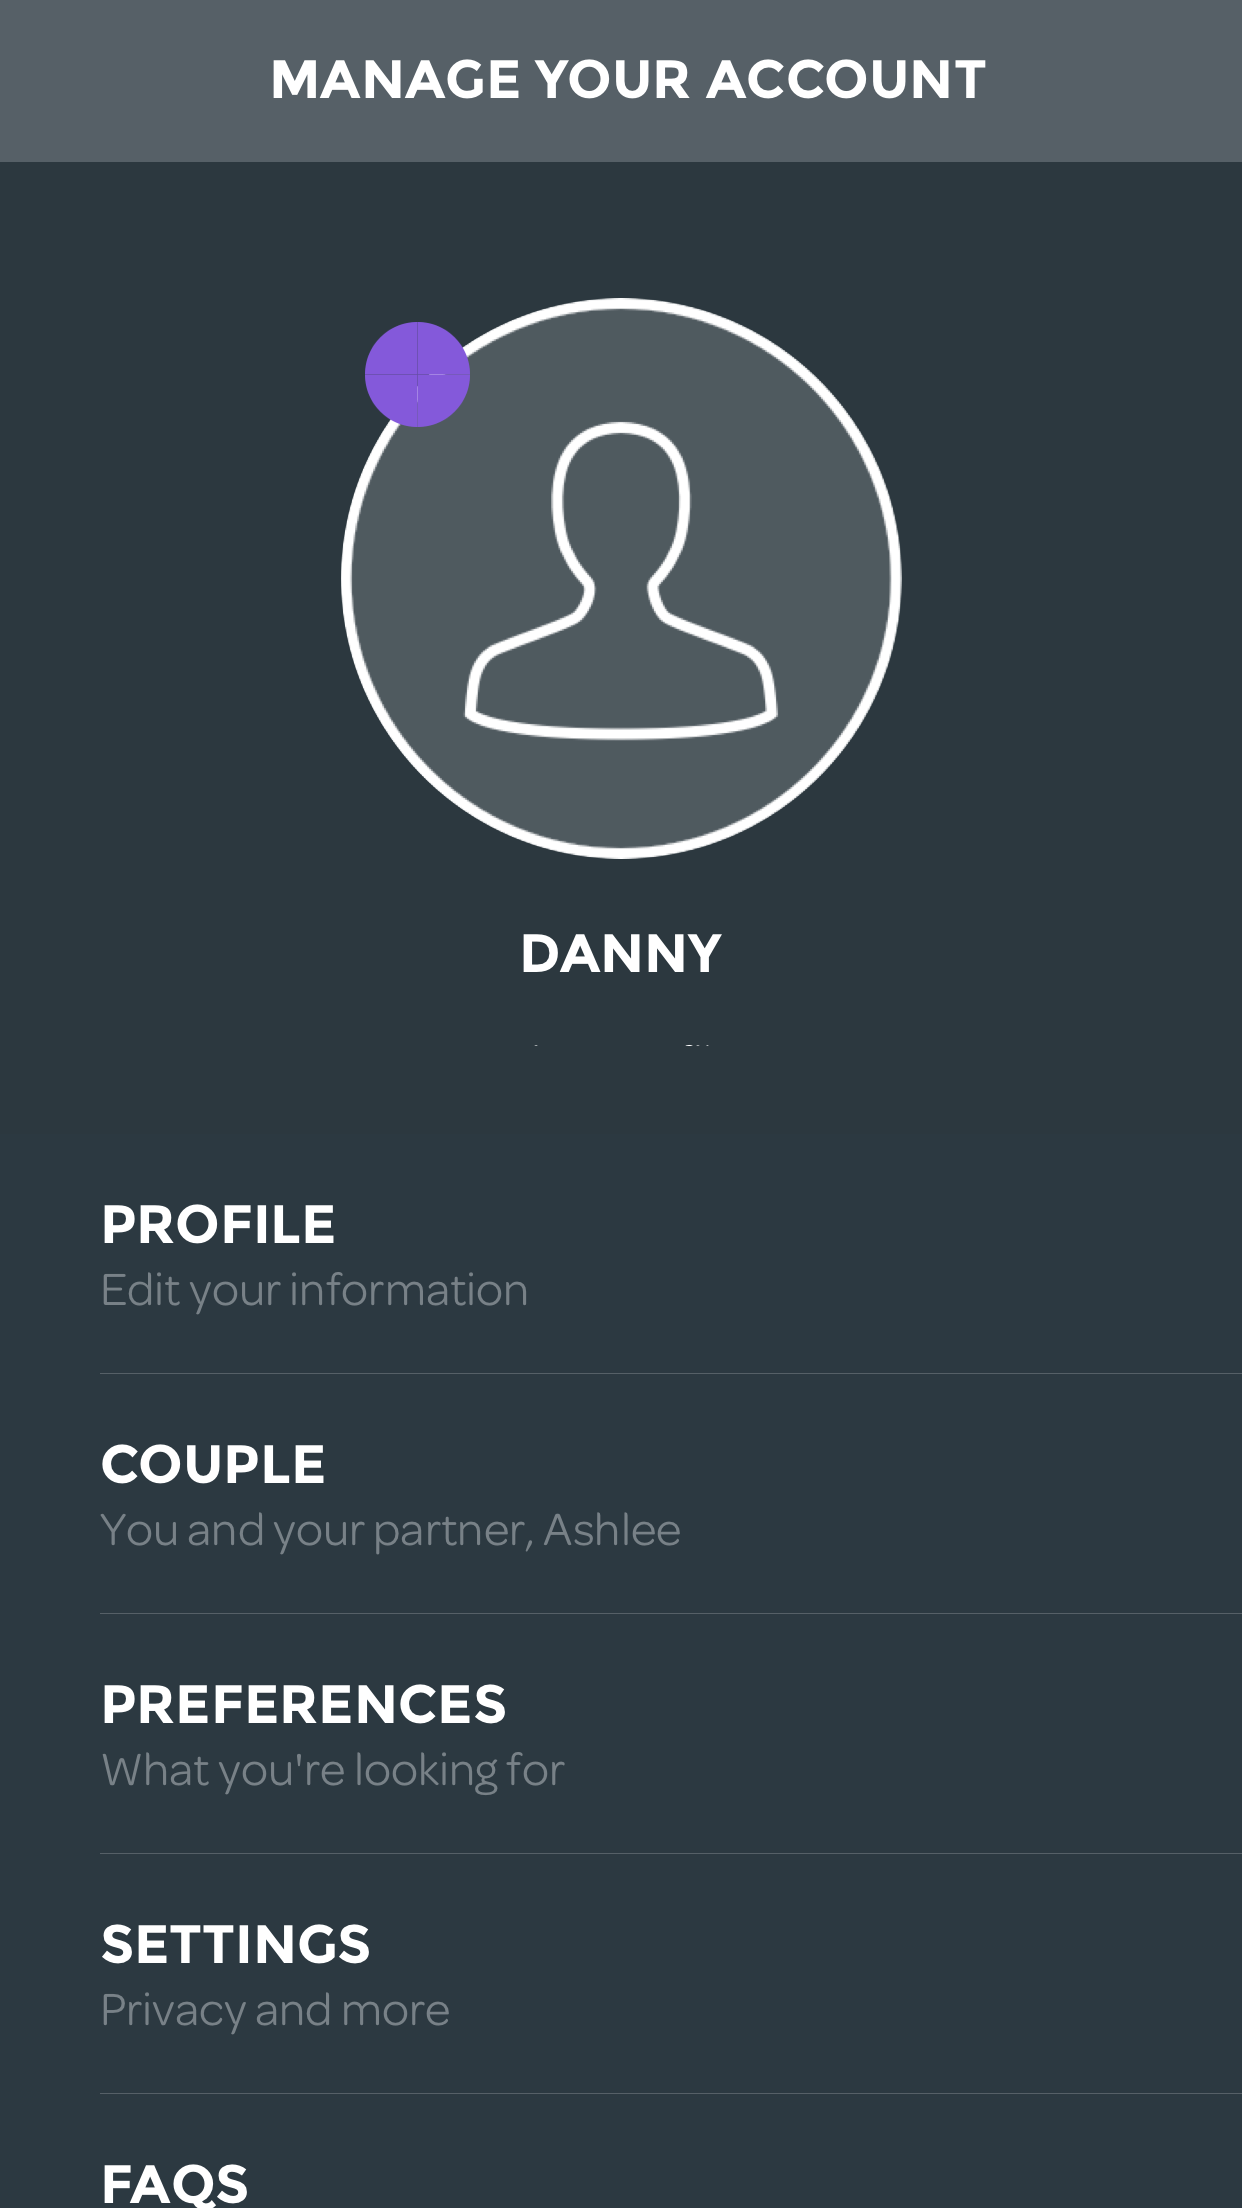 MANAGE YOUR ACCOUNT
DANNY
PROFILE
Edit your information
COUPLE
You and your partner, Ashlee
PREFERENCES
What you're looking for
SETTINGS
Privacy and more
FAQS